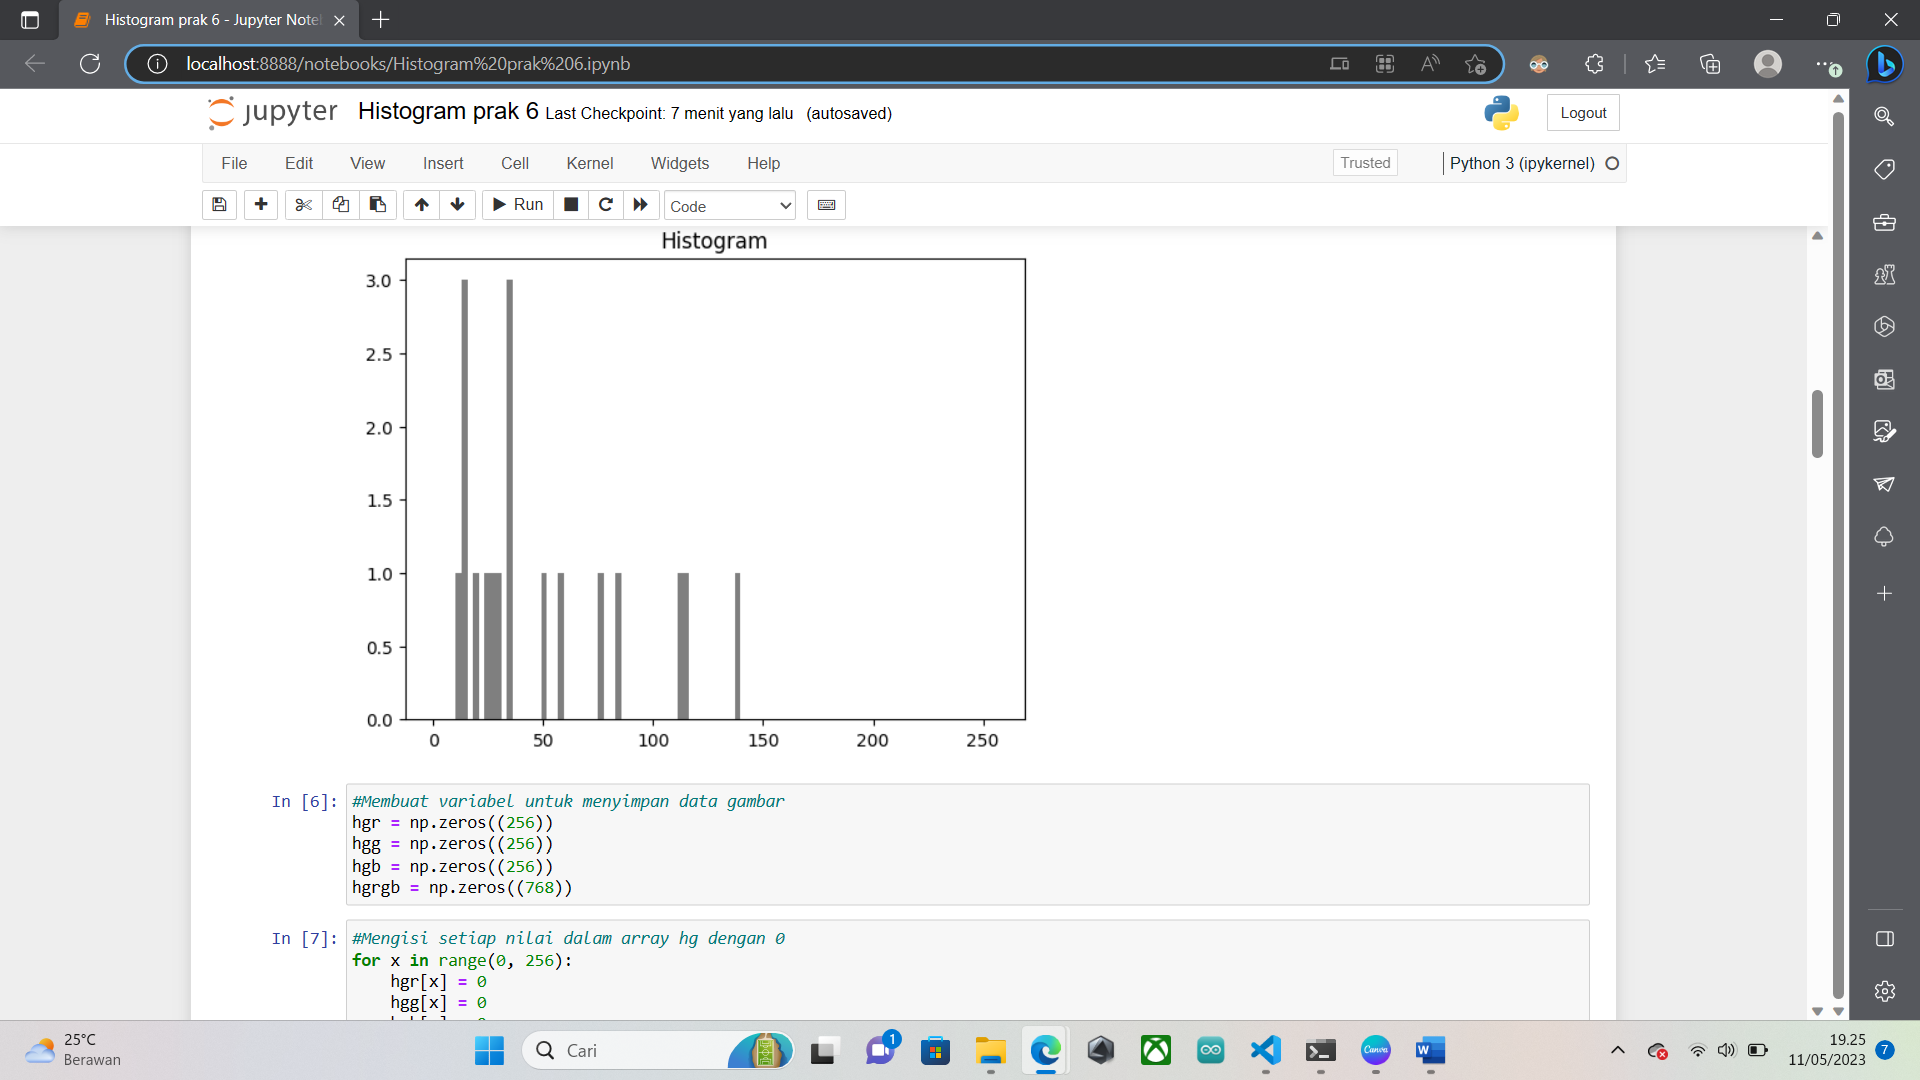 Histogram prak 6 - Jupyter Note
localhost:8888/notebooks/Histogram%20prak%206.ipynb
jupyter Histogram prak 6 Last Checkpoint: 7 menit yang lalu (autosaved)
Logout
File Edit View Insert Cell Kernel Widgets Help
Trusted
Python 3 (ipykernel)
Run
Code
Histogram
3.0
2.5
2.0
1.5
1.0
0.5
0.0
0 50 100 150 200 250
In [6]: #Membuat variabel untuk menyimpan data gambar
hgr = np.zeros((256))
hgg = np.zeros((256))
hgb = np.zeros((256))
hgrgb = np.zeros((768))
In [7]: #Mengisi setiap nilai dalam array hg dengan 0
for x in range(0, 256):
    hgr[x] = 0
    hgg[x] = 0
25°C
Berawan
Cari
1
Canva
19.25
11/05/2023
7